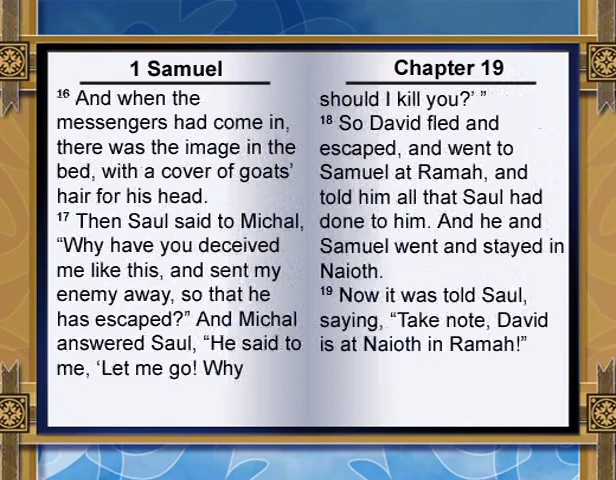 1 Samuel
16 And when the
messengers had come in,
there was the image in the
bed, with a cover of goats’
hair for his head.
17 Then Saul said to Michal,
“Why have you deceived
me like this, and sent my
enemy away, so that he
has escaped?” And Michal
answered Saul, “He said to
me, ‘Let me go! Why
Chapter 19
should I kill you?’ ”
18 So David fled and
escaped, and went to
Samuel at Ramah, and
told him all that Saul had
done to him. And he and
Samuel went and stayed in
Naioth.
19 Now it was told Saul,
saying, “Take note, David
is at Naioth in Ramah!”